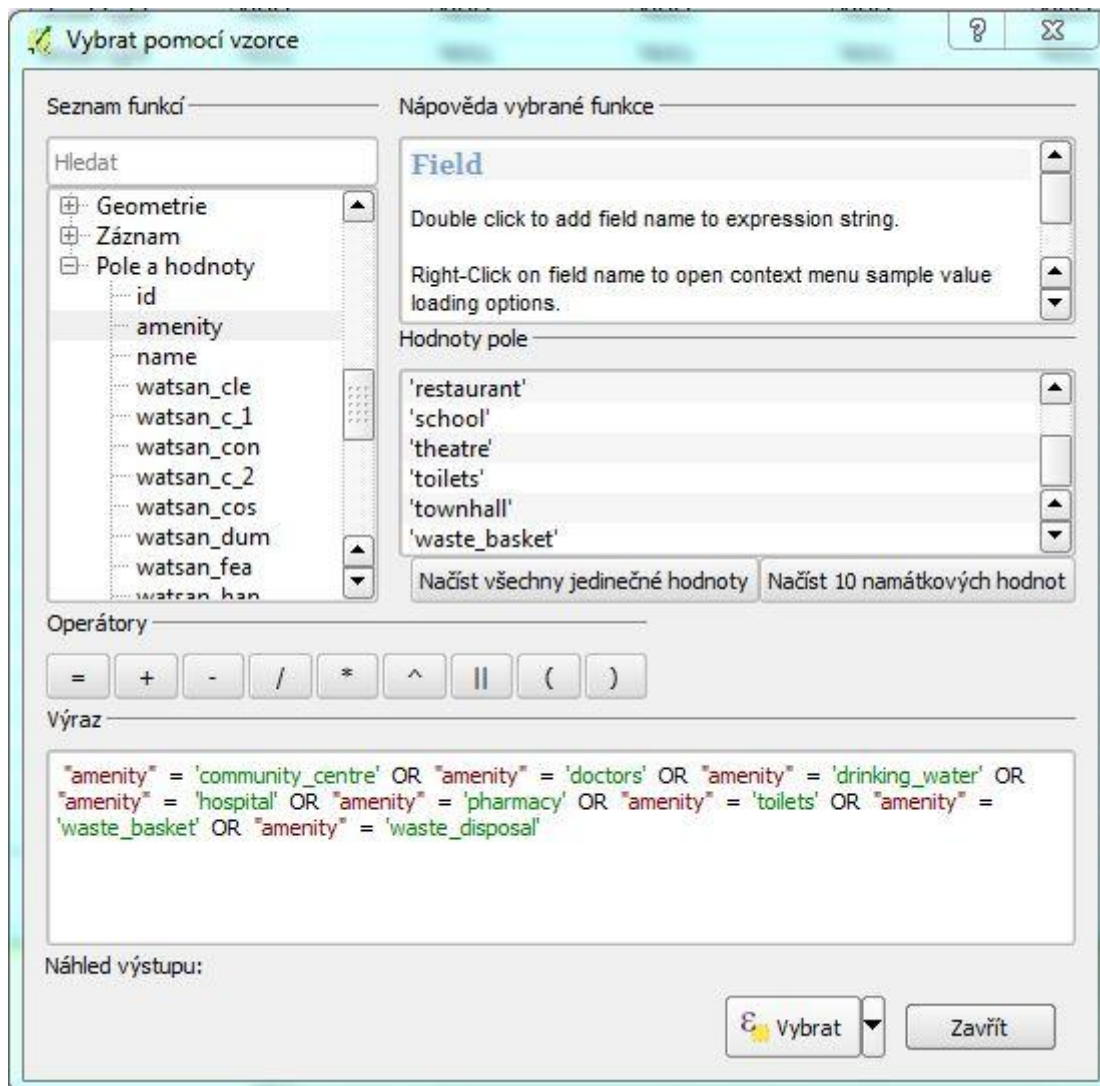 Vybrat pomocí vzorce
Seznam funkcí
Hledat
Geometrie
Záznam
Pole a hodnoty
id
amenity
name
watsan_cle
watsan_c_1
watsan_con
watsan_c_2
watsan_cos
watsan_dum
watsan_fea
watsan_han
Nápověda vybrané funkce
Field
Double click to add field name to expression string.
Right-Click on field name to open context menu sample value
loading options.
Hodnoty pole
'restaurant'
'school'
'theatre'
'toilets'
'townhall'
'waste_basket'
Načíst všechny jedinečné hodnoty Načíst 10 namátkových hodnot
Operátory
= + - / * ^ || ( )
Výraz
"amenity" = 'community_centre' OR "amenity" = 'doctors' OR "amenity" = 'drinking_water' OR
"amenity" = 'hospital' OR "amenity" = 'pharmacy' OR "amenity" = 'toilets' OR "amenity" =
'waste_basket' OR "amenity" = 'waste_disposal'
Náhled výstupu:
Vybrat Zavřít